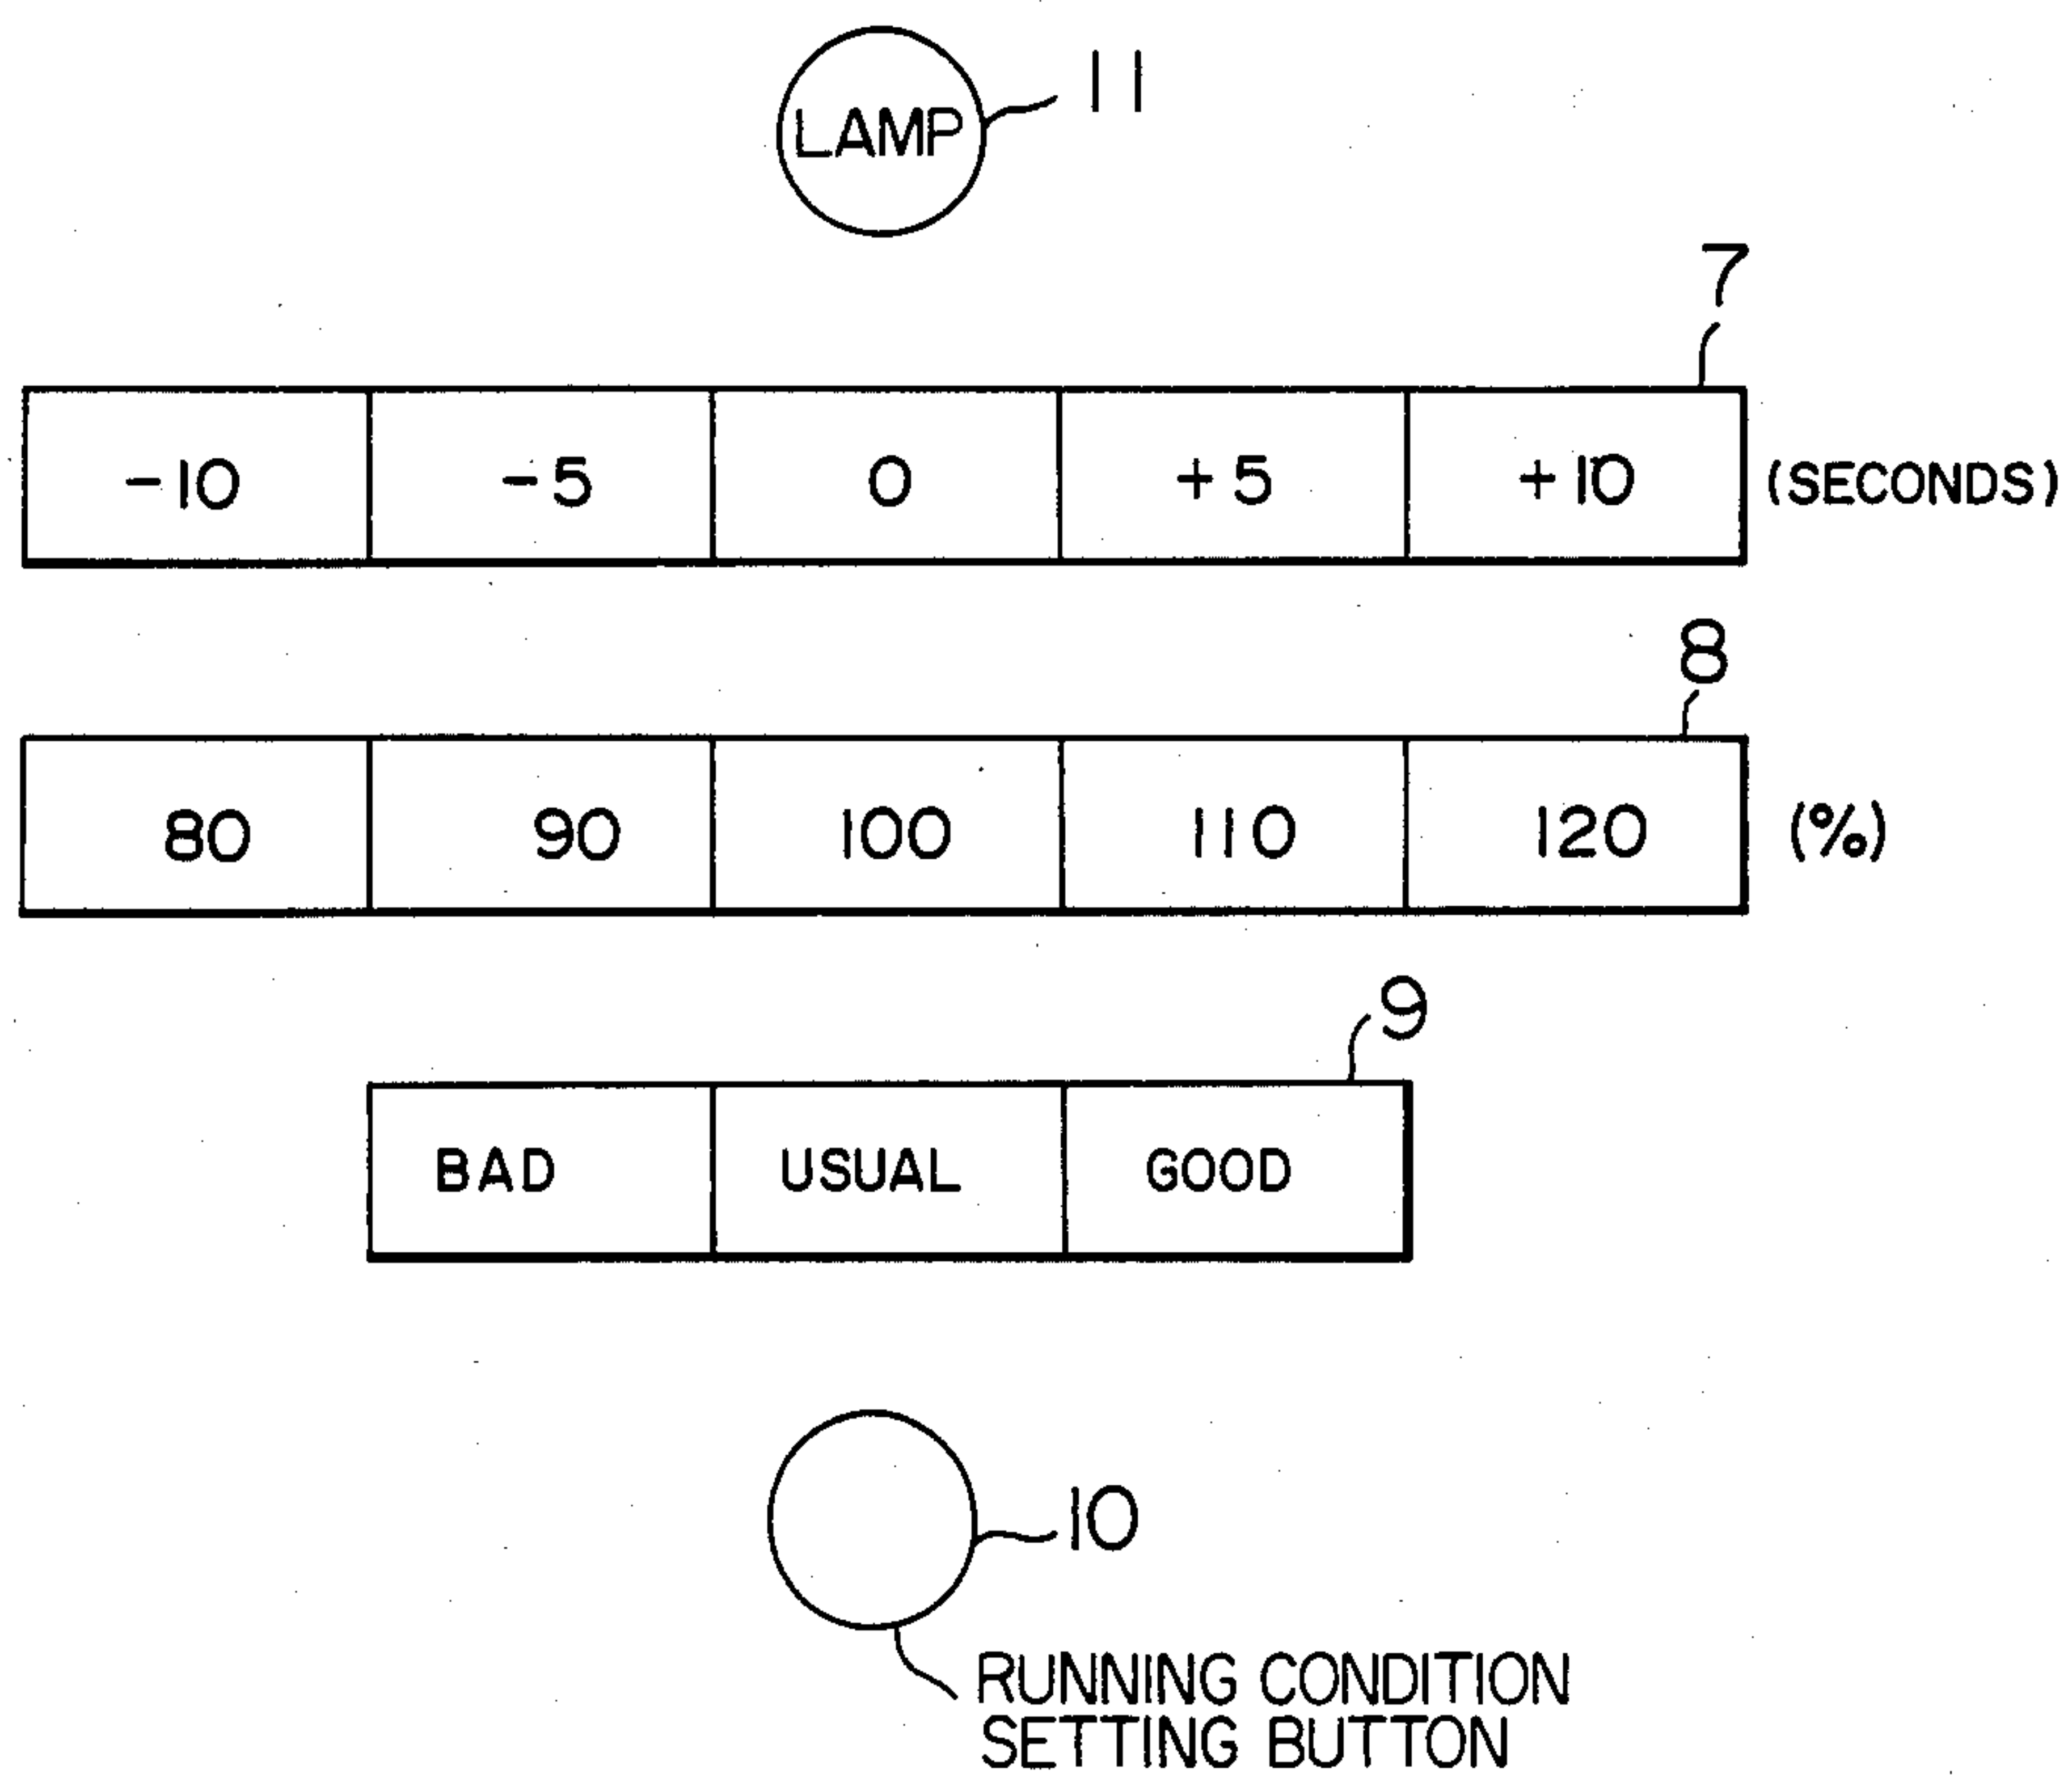 LAMP 11
7
-10 -5 0 +5 +10 (SECONDS)
8
80 90 100 110 120 (%)
9
BAD USUAL GOOD
10
RUNNING CONDITION
SETTING BUTTON